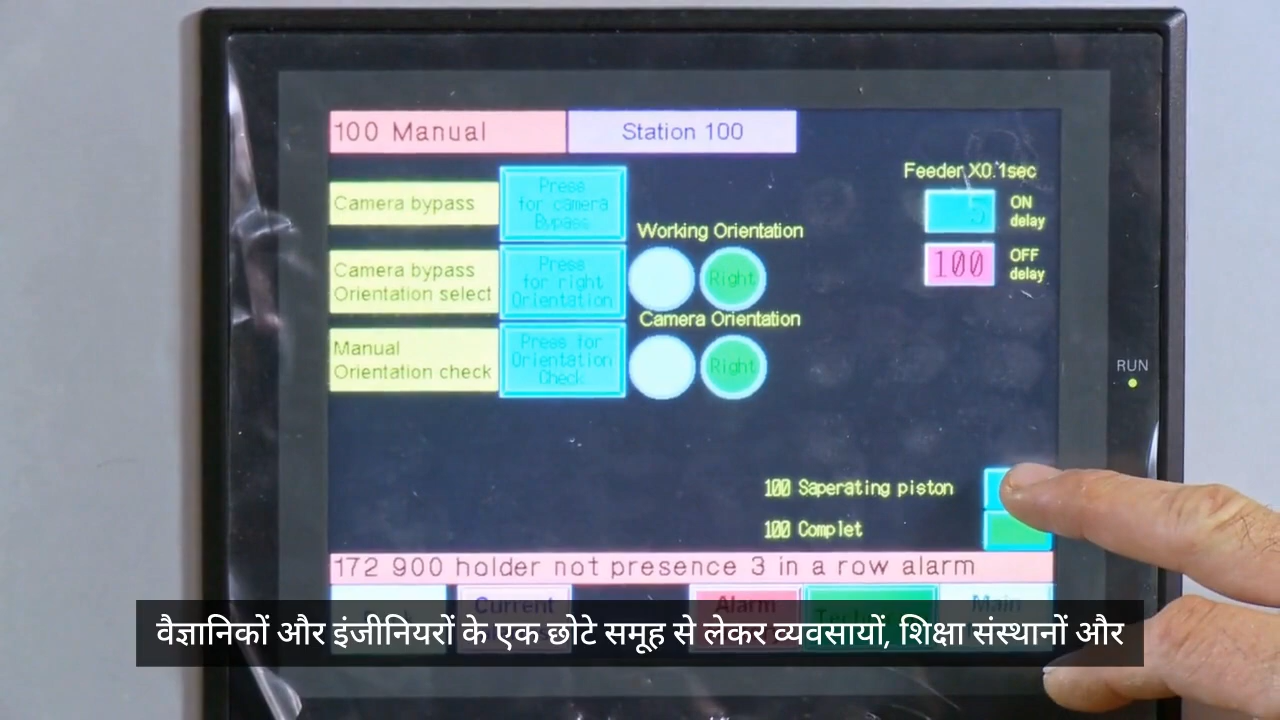 100 Manual
Station 100
Feeder X0.1sec
Camera bypass
Press
for camera
Bypass
5
ON
delay
Working Orientation
Camera bypass
Orientation select
Press
for right
Orientation
Right
100
OFF
delay
Camera Orientation
Manual
Orientation check
Press for
Orientation
Check
Right
RUN
100 Saperating piston
100 Complet
172 900 holder not presence 3 in a row alarm
Current
Alarm
Main
वैज्ञानिकों और इंजीनियरों के एक छोटे समूह से लेकर व्यवसायों, शिक्षा संस्थानों और